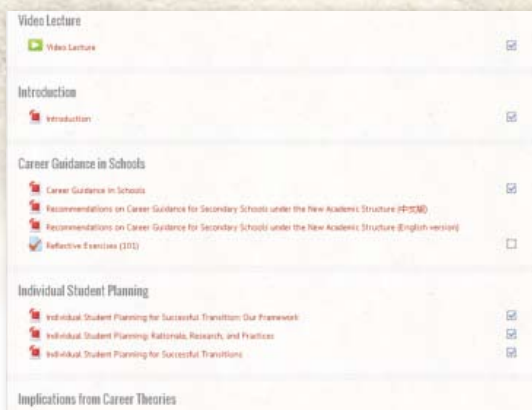 Video Lecture
Video Lecture
Introduction
Introduction
Career Guidance in Schools
Career Guidance in Schools
Recommendations on Career Guidance for Secondary Schools under the New Academic Structure (中文版)
Recommendations on Career Guidance for Secondary Schools under the New Academic Structure (English version)
Reflective Exercises (101)
Individual Student Planning
Individual Student Planning for Successful Transition: Our Framework
Individual Student Planning: Rationale, Research, and Practices
Individual Student Planning for Successful Transitions
Implications from Career Theories